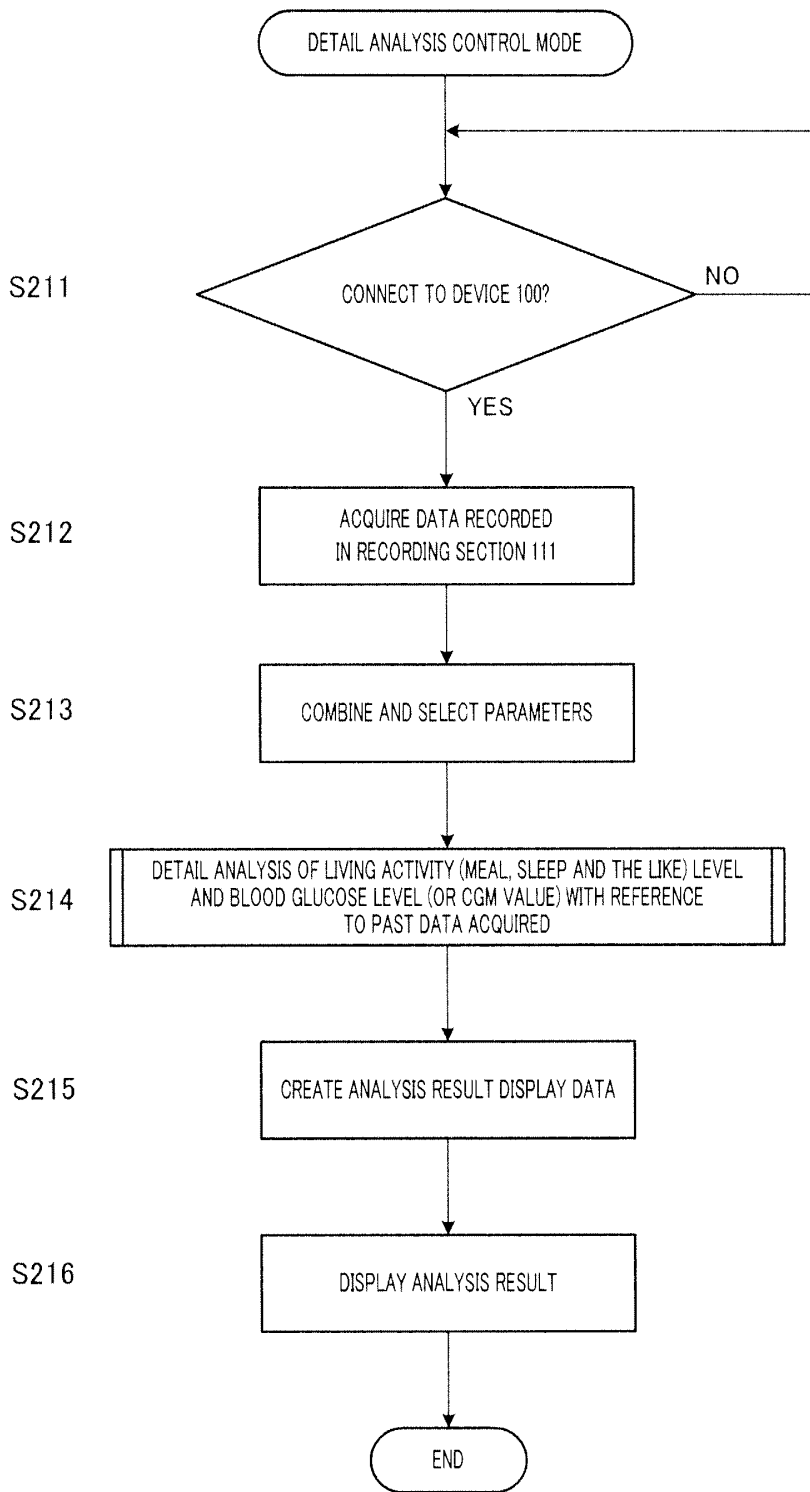 DETAIL ANALYSIS CONTROL MODE
S211
CONNECT TO DEVICE 100?
NO
YES
S212
ACQUIRE DATA RECORDED
IN RECORDING SECTION 111
S213
COMBINE AND SELECT PARAMETERS
S214
DETAIL ANALYSIS OF LIVING ACTIVITY (MEAL, SLEEP AND THE LIKE) LEVEL
AND BLOOD GLUCOSE LEVEL (OR CGM VALUE) WITH REFERENCE
TO PAST DATA ACQUIRED
S215
CREATE ANALYSIS RESULT DISPLAY DATA
S216
DISPLAY ANALYSIS RESULT
END